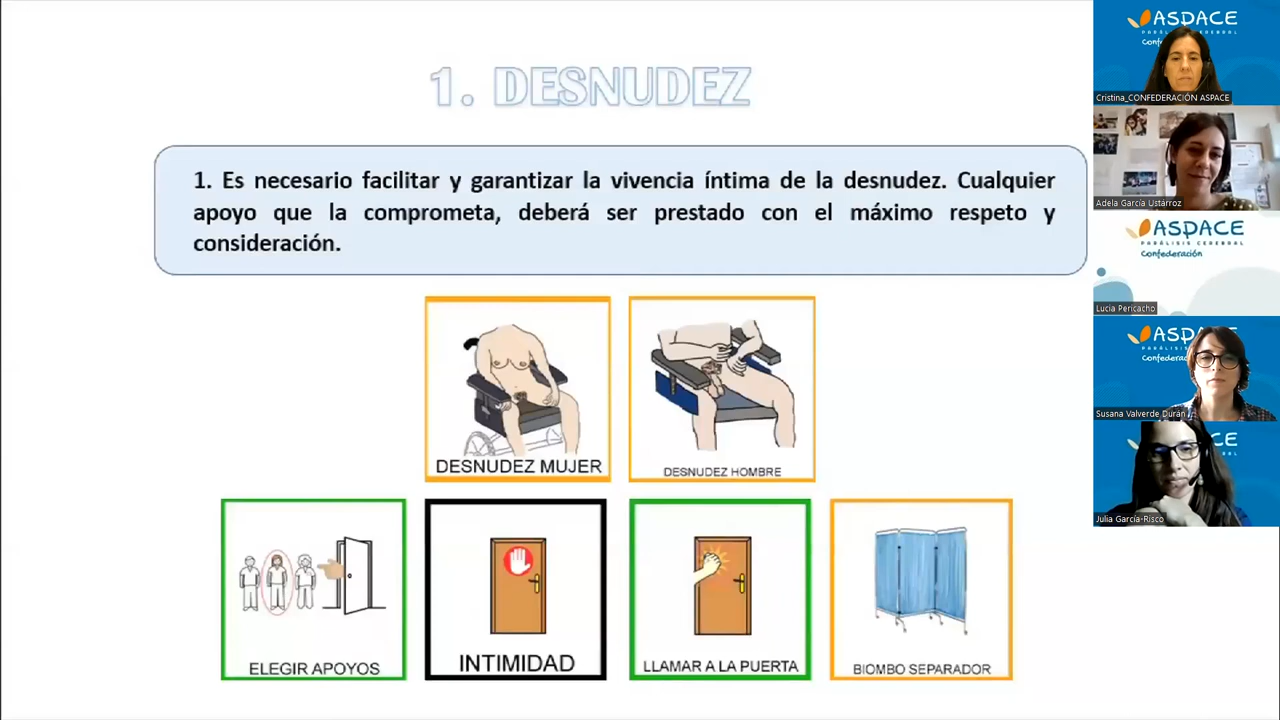 1. DESNUDEZ
1. Es necesario facilitar y garantizar la vivencia íntima de la desnudez. Cualquier
apoyo que la comprometa, deberá ser prestado con el máximo respeto y
consideración.
DESNUDEZ MUJER
DESNUDEZ HOMBRE
ELEGIR APOYOS
INTIMIDAD
LLAMAR A LA PUERTA
BIOMBO SEPARADOR
ASPACE
Cristina_CONFEDERACIÓN ASPACE
Adela García Ustárroz
ASPACE
PARÁLISIS CEREBRAL
Confederación
Lucia Pericacho
Susana Valverde Durán
Julia García-Risco